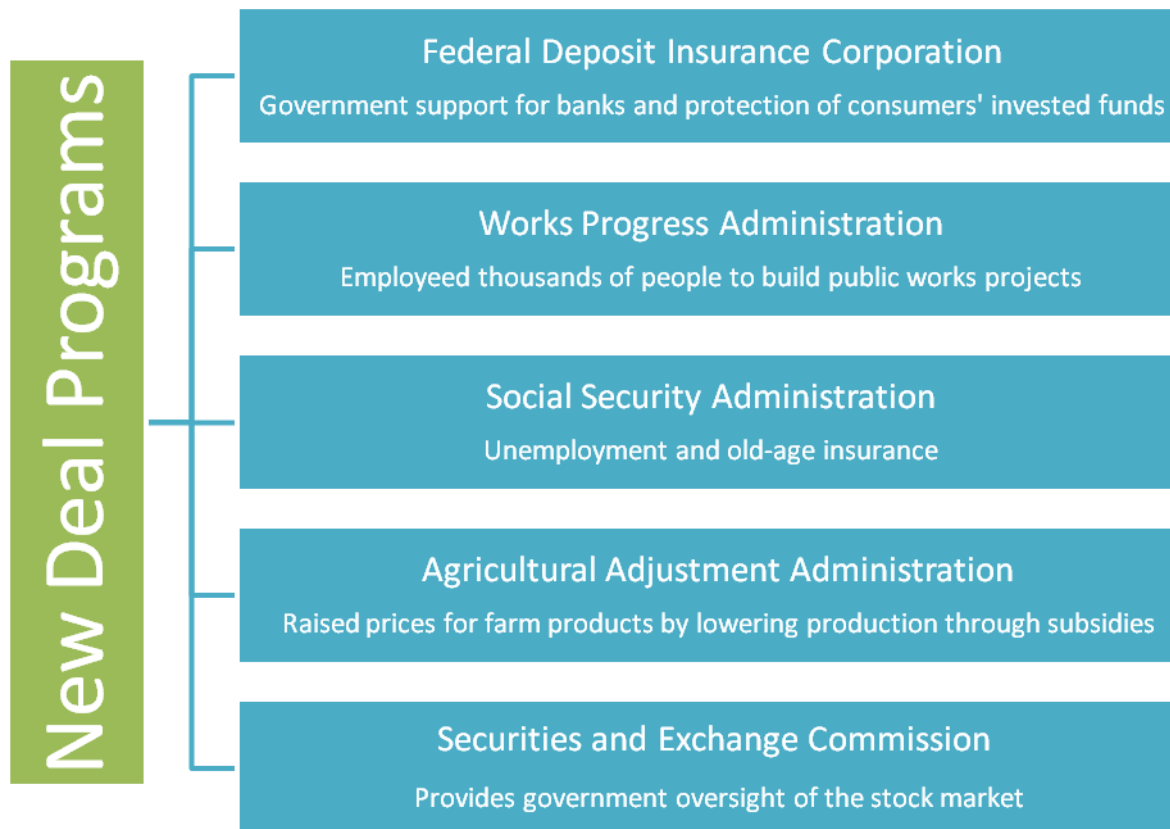 New Deal Programs
Federal Deposit Insurance Corporation
Government support for banks and protection of consumers' invested funds
Works Progress Administration
Employeed thousands of people to build public works projects
Social Security Administration
Unemployment and old-age insurance
Agricultural Adjustment Administration
Raised prices for farm products by lowering production through subsidies
Securities and Exchange Commission
Provides government oversight of the stock market